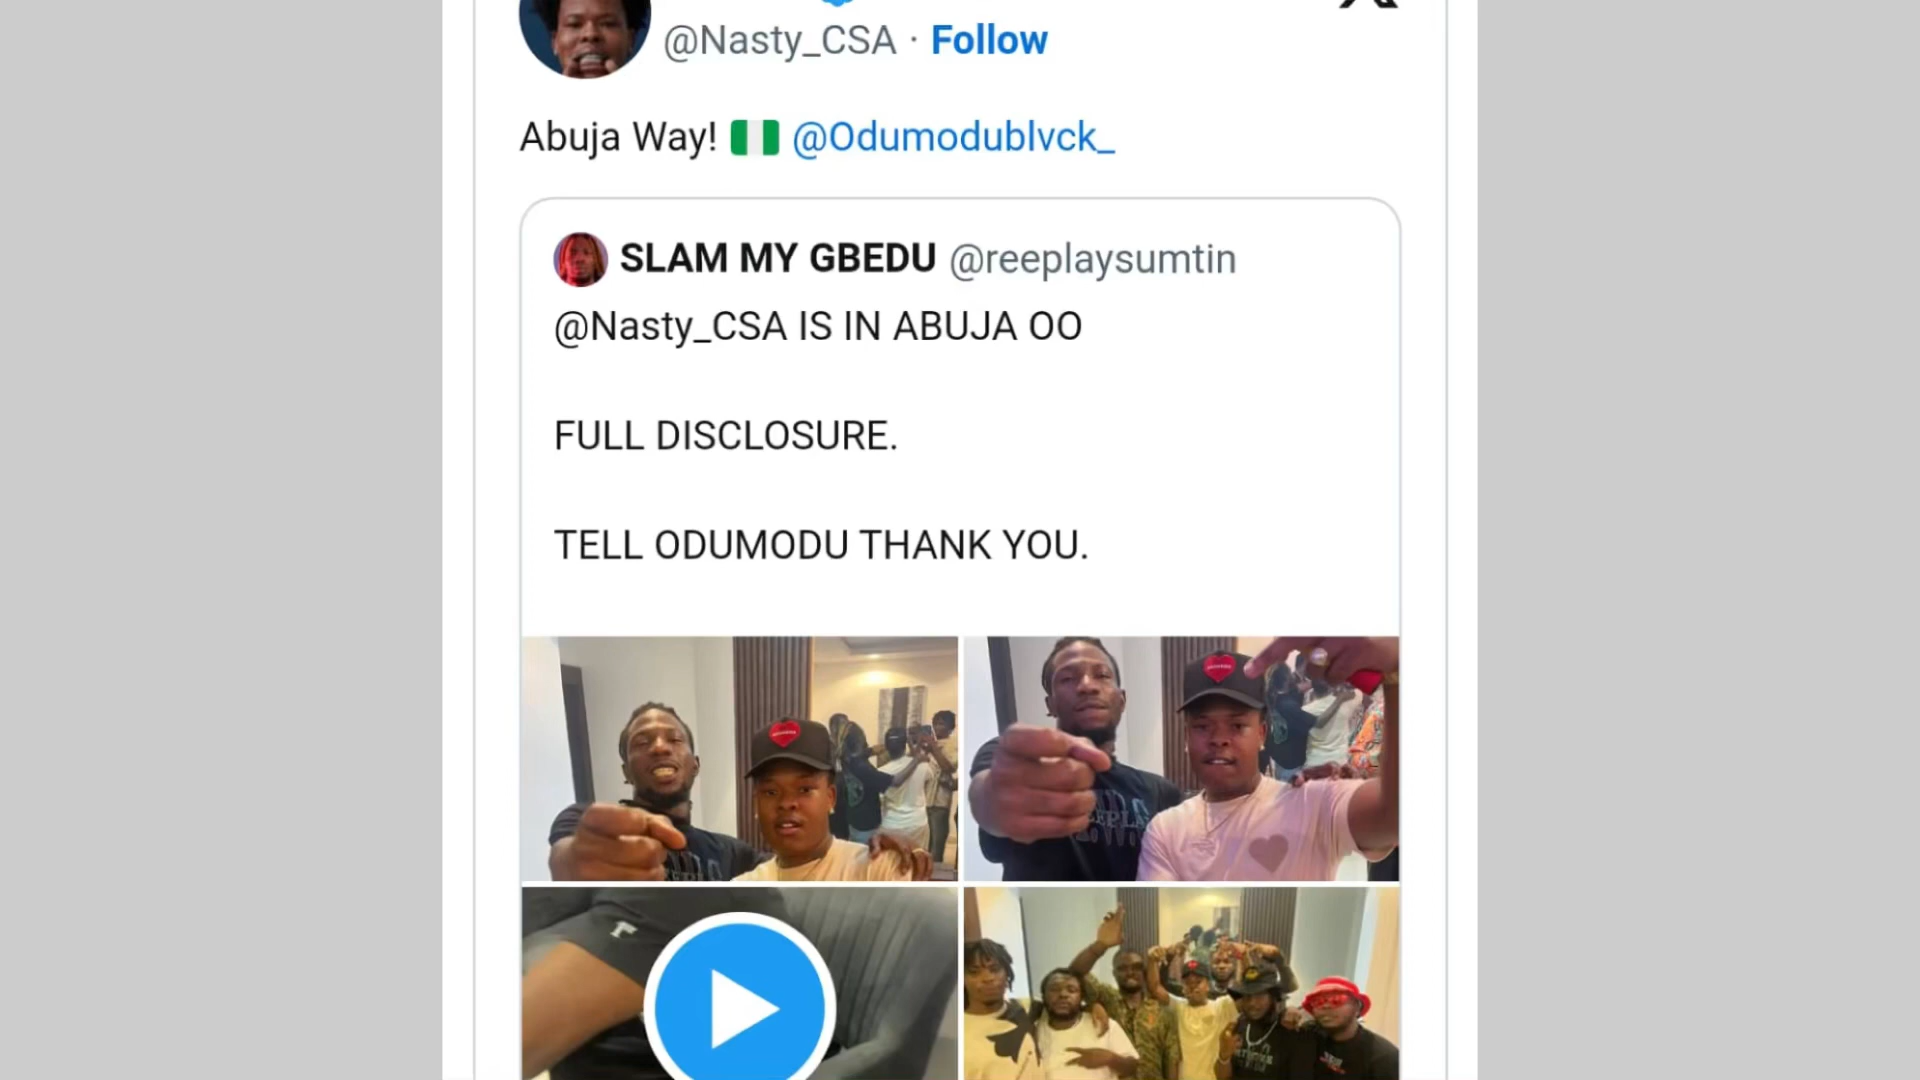 @Nasty_CSA · Follow
Abuja Way! 🇳🇬 @Odumodublvck_
SLAM MY GBEDU @reeplaysumtin
@Nasty_CSA IS IN ABUJA OO
FULL DISCLOSURE.
TELL ODUMODU THANK YOU.